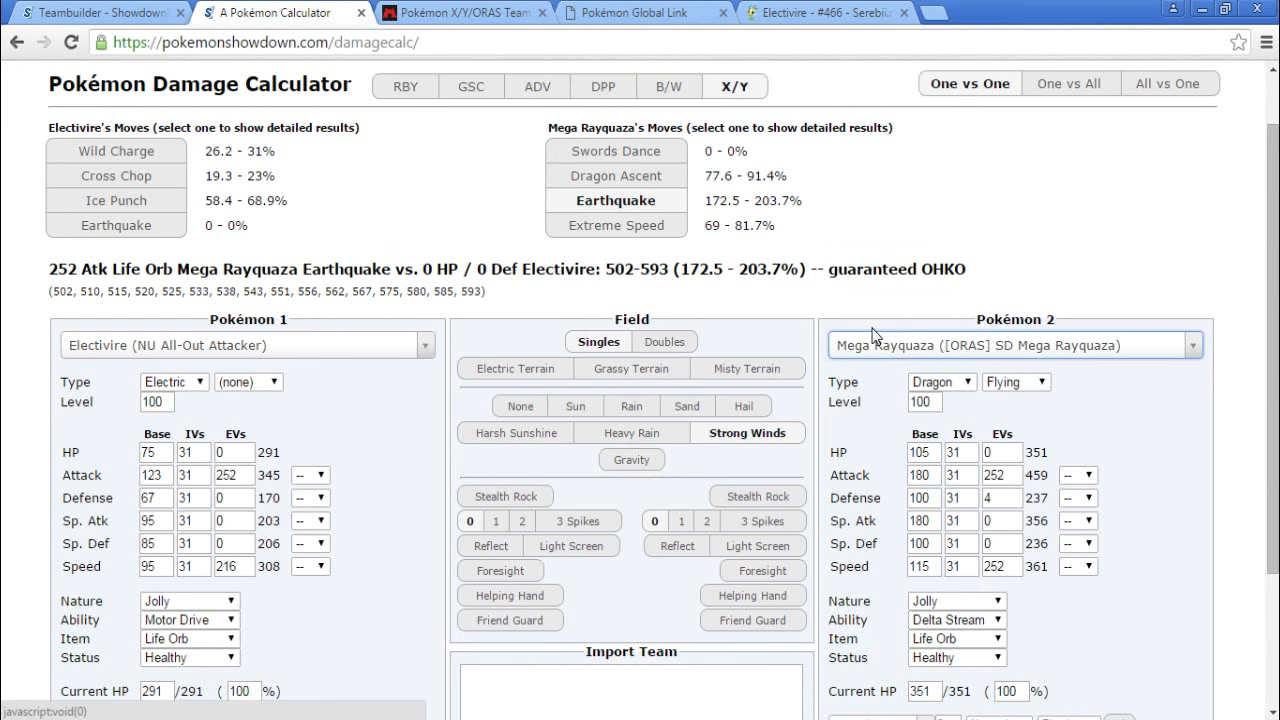 Teambuilder - Showdown!
A Pokémon Calculator
Pokémon X/Y/ORAS Team
Pokémon Global Link
Electivire - #466 - Serebii
https://pokemonshowdown.com/damagecalc/
Pokémon Damage Calculator
RBY GSC ADV DPP B/W X/Y
One vs One One vs All All vs One
Electivire's Moves (select one to show detailed results)
Mega Rayquaza's Moves (select one to show detailed results)
Wild Charge 26.2 - 31%
Swords Dance 0 - 0%
Cross Chop 19.3 - 23%
Dragon Ascent 77.6 - 91.4%
Ice Punch 58.4 - 68.9%
Earthquake 172.5 - 203.7%
Earthquake 0 - 0%
Extreme Speed 69 - 81.7%
252 Atk Life Orb Mega Rayquaza Earthquake vs. 0 HP / 0 Def Electivire: 502-593 (172.5 - 203.7%) -- guaranteed OHKO
(502, 510, 515, 520, 525, 533, 538, 543, 551, 556, 562, 567, 575, 580, 585, 593)
Pokémon 1
Electivire (NU All-Out Attacker)
Type Electric (none)
Level 100
Base IVs EVs
HP 75 31 0 291
Attack 123 31 252 345 --
Defense 67 31 0 170 --
Sp. Atk 95 31 0 203 --
Sp. Def 85 31 0 206 --
Speed 95 31 216 308 --
Nature Jolly
Ability Motor Drive
Item Life Orb
Status Healthy
Current HP 291 /291 ( 100 %)
Field
Singles Doubles
Electric Terrain Grassy Terrain Misty Terrain
None Sun Rain Sand Hail
Harsh Sunshine Heavy Rain Strong Winds
Gravity
Stealth Rock Stealth Rock
0 1 2 3 Spikes 0 1 2 3 Spikes
Reflect Light Screen Reflect Light Screen
Foresight Foresight
Helping Hand Helping Hand
Friend Guard Friend Guard
Import Team
Pokémon 2
Mega Rayquaza ([ORAS] SD Mega Rayquaza)
Type Dragon Flying
Level 100
Base IVs EVs
HP 105 31 0 351
Attack 180 31 252 459 --
Defense 100 31 4 237 --
Sp. Atk 180 31 0 356 --
Sp. Def 100 31 0 236 --
Speed 115 31 252 361 --
Nature Jolly
Ability Delta Stream
Item Life Orb
Status Healthy
Current HP 351 /351 ( 100 %)
javascript:void(0)